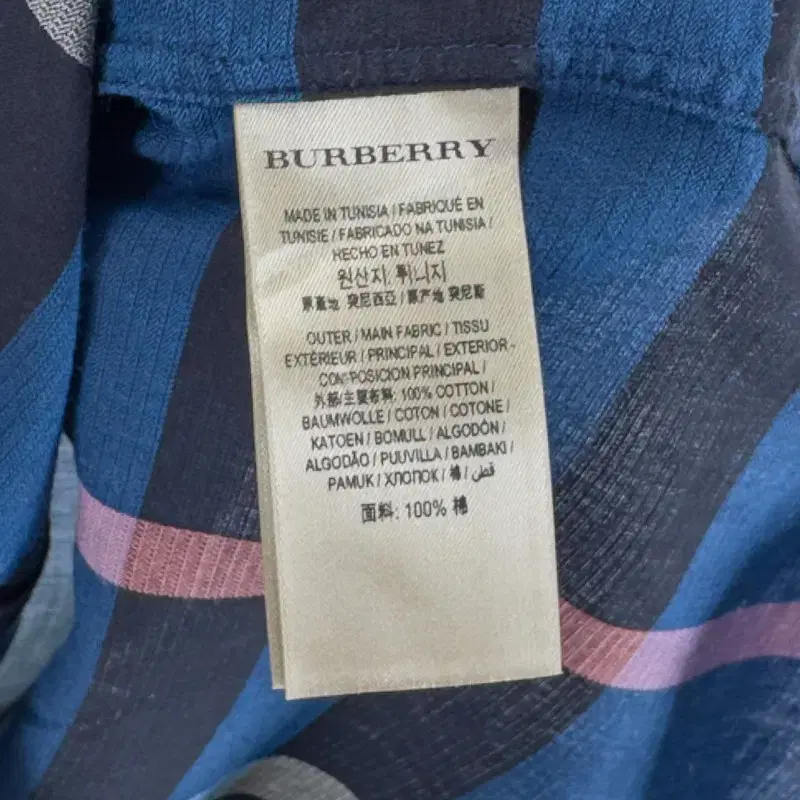 BURBERRY
MADE IN TUNISIA / FABRIQUÉ EN
TUNISIE / FABRICADO NA TUNISIA /
HECHO EN TUNEZ
원산지: 튀니지
原產地: 突尼西亞 / 原产地: 突尼斯
OUTER / MAIN FABRIC / TISSU
EXTÉRIEUR / PRINCIPAL / EXTERIOR -
COMPOSICION PRINCIPAL /
外部/主要布料: 100% COTTON /
BAUMWOLLE / COTON / COTONE /
KATOEN / BOMULL / ALGODÓN /
ALGODÃO / PUUVILLA / BAMBAKI /
PAMUK / ХЛОПОК / 棉 / قطن
面料: 100% 棉